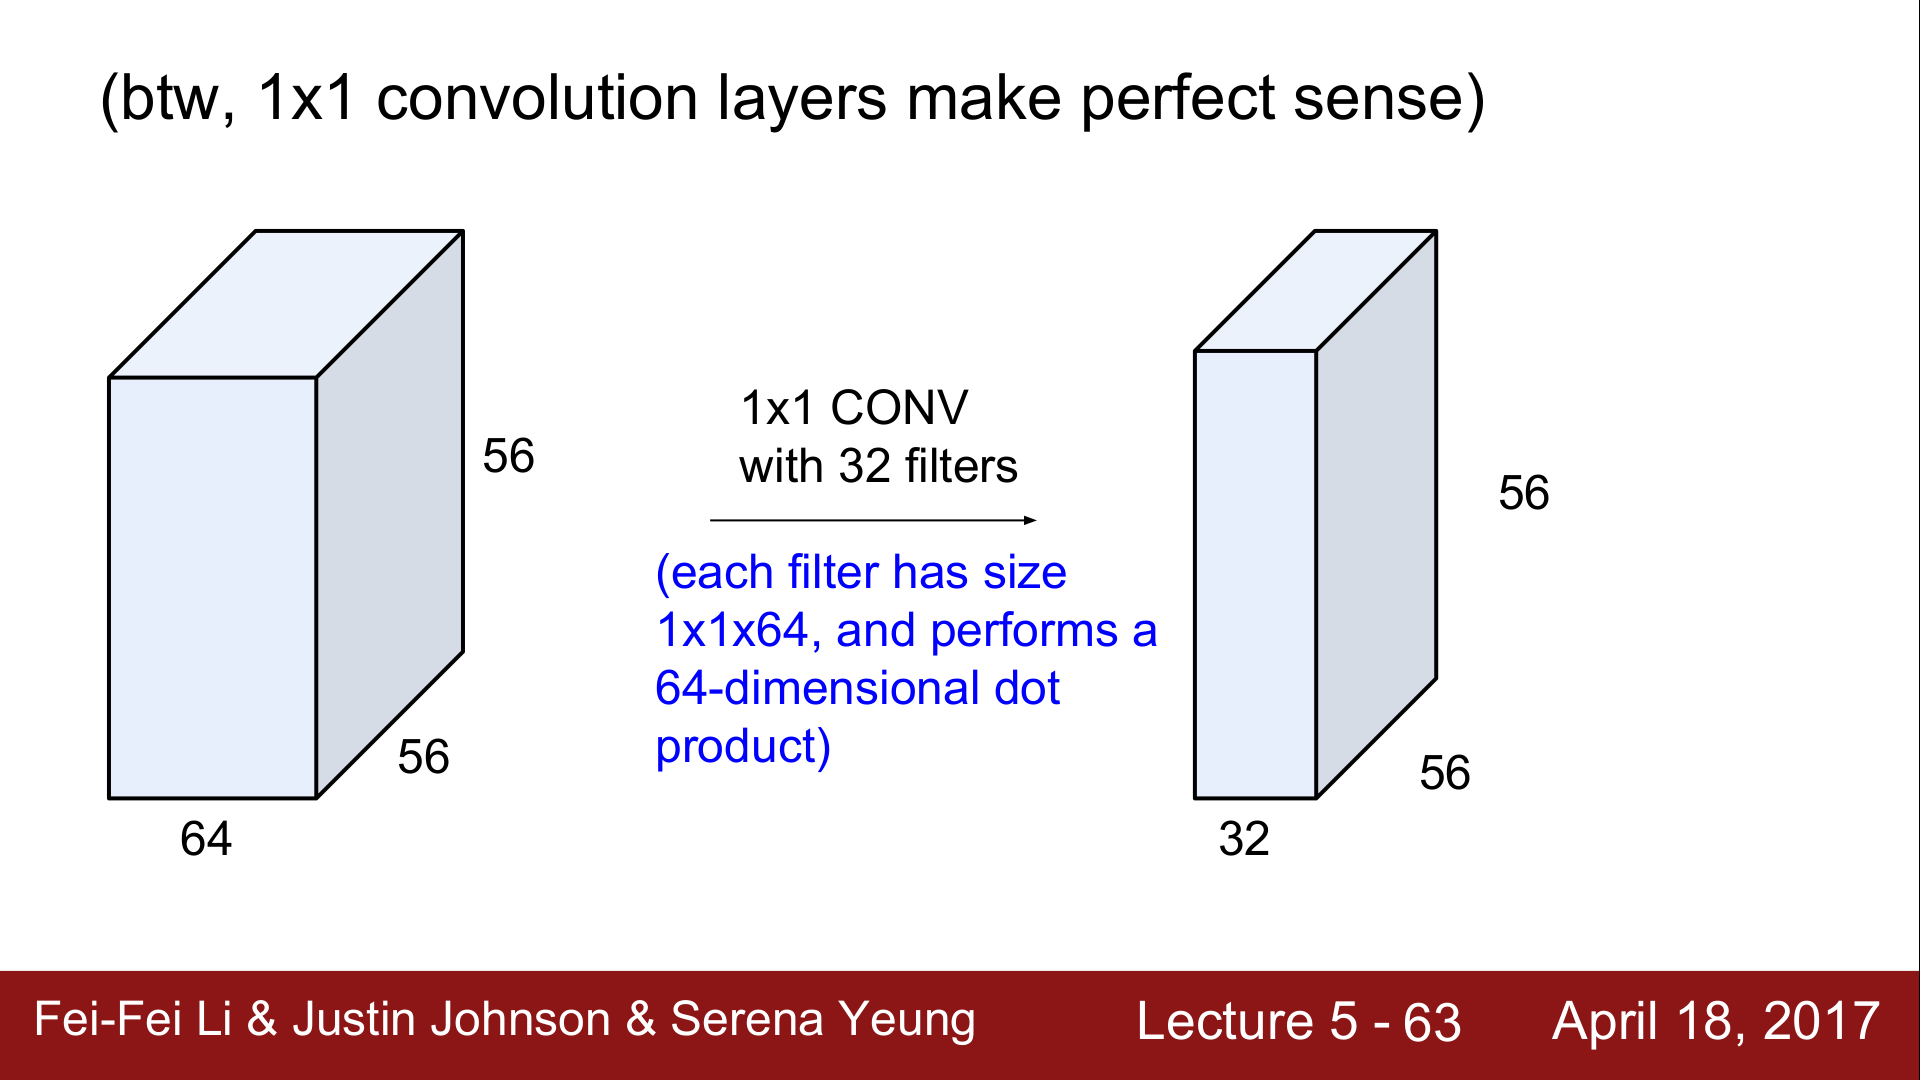 (btw, 1x1 convolution layers make perfect sense)
56
56
64
1x1 CONV
with 32 filters
(each filter has size
1x1x64, and performs a
64-dimensional dot
product)
56
56
32
Fei-Fei Li & Justin Johnson & Serena Yeung
Lecture 5 - 63
April 18, 2017